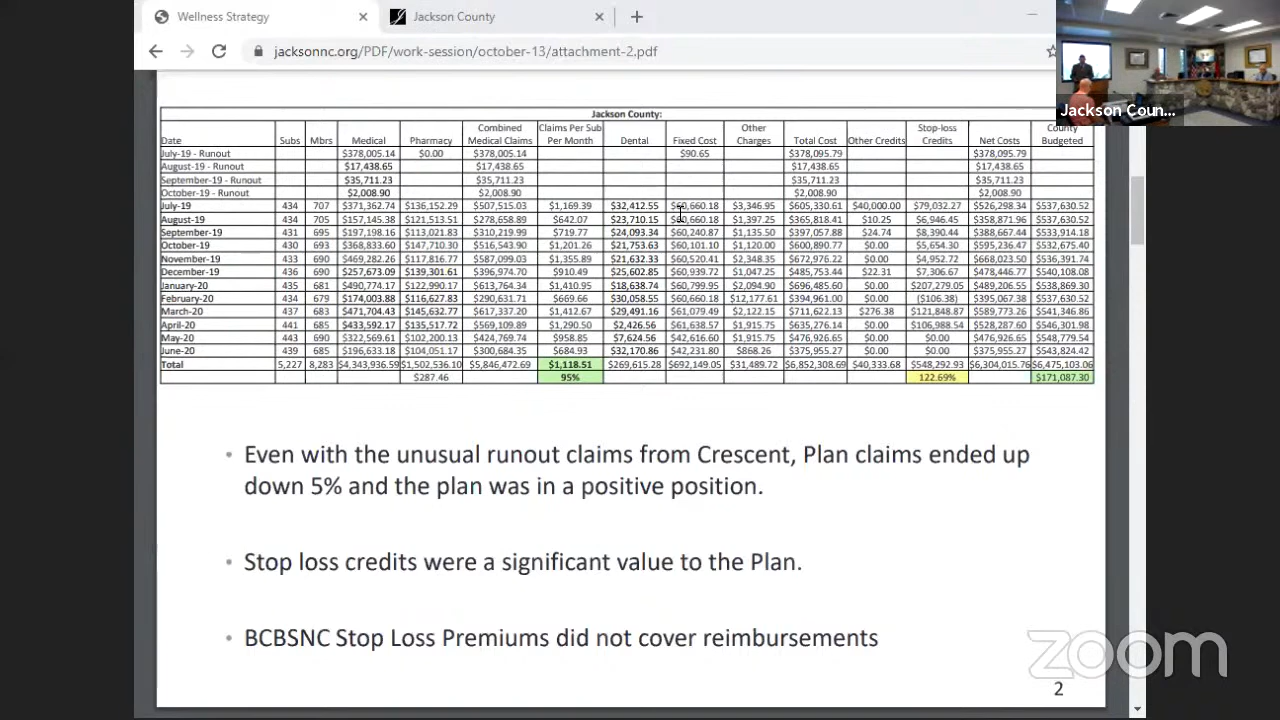 Wellness Strategy
Jackson County
jacksonnc.org/PDF/work-session/october-13/attachment-2.pdf
Jackson Coun...
Jackson County:
Date Subs Mbrs Medical Pharmacy Combined Medical Claims Claims Per Sub Per Month Dental Fixed Cost Other Charges Total Cost Other Credits Stop-loss Credits Net Costs County Budgeted
July-19 - Runout $378,005.14 $0.00 $378,005.14 $90.65 $378,095.79 $378,095.79
August-19 - Runout $17,438.65 $17,438.65 $17,438.65 $17,438.65
September-19 - Runout $35,711.23 $35,711.23 $35,711.23 $35,711.23
October-19 - Runout $2,008.90 $2,008.90 $2,008.90 $2,008.90
July-19 434 707 $371,362.74 $136,152.29 $507,515.03 $1,169.39 $32,412.55 $60,660.18 $3,346.95 $605,330.61 $40,000.00 $79,032.27 $526,298.34 $537,630.52
August-19 434 690 $157,145.38 $121,513.51 $278,658.89 $642.07 $23,710.15 $60,660.18 $1,397.25 $365,818.41 $10.25 $6,946.45 $358,871.96 $537,630.52
September-19 431 695 $197,198.16 $113,021.83 $310,219.99 $719.77 $24,093.34 $60,240.87 $1,135.50 $397,057.88 $24.74 $8,390.44 $388,667.44 $533,914.18
October-19 430 693 $368,833.60 $147,710.30 $516,543.90 $1,201.26 $21,753.63 $60,101.10 $1,120.00 $600,890.77 $0.00 $5,654.30 $595,236.47 $532,675.40
November-19 433 690 $469,282.26 $117,816.77 $587,099.03 $1,355.89 $21,632.33 $60,520.41 $2,348.35 $672,976.22 $0.00 $4,952.72 $668,023.50 $536,391.74
December-19 436 690 $257,673.09 $139,301.61 $396,974.70 $910.49 $25,602.85 $60,939.72 $1,047.25 $485,753.44 $22.31 $7,306.67 $478,446.77 $540,108.08
January-20 435 681 $490,774.17 $122,990.17 $613,764.34 $1,410.95 $18,638.74 $60,799.95 $2,094.90 $696,485.60 $0.00 $207,279.05 $489,206.55 $538,869.30
February-20 434 679 $174,003.88 $116,627.83 $290,631.71 $669.66 $30,058.55 $60,660.18 $12,177.61 $394,961.00 $0.00 ($106.38) $395,067.38 $537,630.52
March-20 437 683 $471,704.43 $145,632.77 $617,337.20 $1,412.67 $29,491.16 $61,079.49 $2,122.15 $711,622.13 $276.38 $121,848.87 $589,773.26 $541,346.86
April-20 441 685 $433,592.17 $135,517.72 $569,109.89 $1,290.50 $2,426.56 $61,638.57 $1,915.75 $635,276.14 $0.00 $106,988.54 $528,287.60 $546,301.98
May-20 443 690 $322,569.61 $102,200.13 $424,769.74 $958.85 $7,624.56 $42,616.60 $1,915.75 $476,926.65 $0.00 $0.00 $476,926.65 $548,779.54
June-20 439 685 $196,633.18 $104,051.17 $300,684.35 $684.93 $32,170.86 $42,231.80 $868.26 $375,955.27 $0.00 $0.00 $375,955.27 $543,824.42
Total 5,227 8,283 $4,343,936.59 $1,502,536.10 $5,846,472.69 $1,118.51 $269,615.28 $692,149.05 $31,489.72 $6,852,308.69 $40,333.68 $548,292.93 $6,304,015.76 $6,475,103.06
$287.46 95% 122.69% $171,087.30
• Even with the unusual runout claims from Crescent, Plan claims ended up
down 5% and the plan was in a positive position.
• Stop loss credits were a significant value to the Plan.
• BCBSNC Stop Loss Premiums did not cover reimbursements
zoom
2